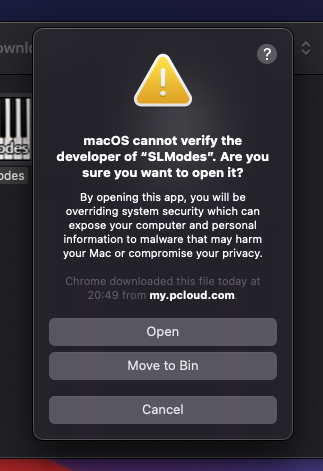 ownlo
?
macOS cannot verify the
developer of “SLModes”. Are you
sure you want to open it?
By opening this app, you will be
overriding system security which can
expose your computer and personal
information to malware that may harm
your Mac or compromise your privacy.
Chrome downloaded this file today at
20:49 from my.pcloud.com.
odes
odes
Open
Move to Bin
Cancel